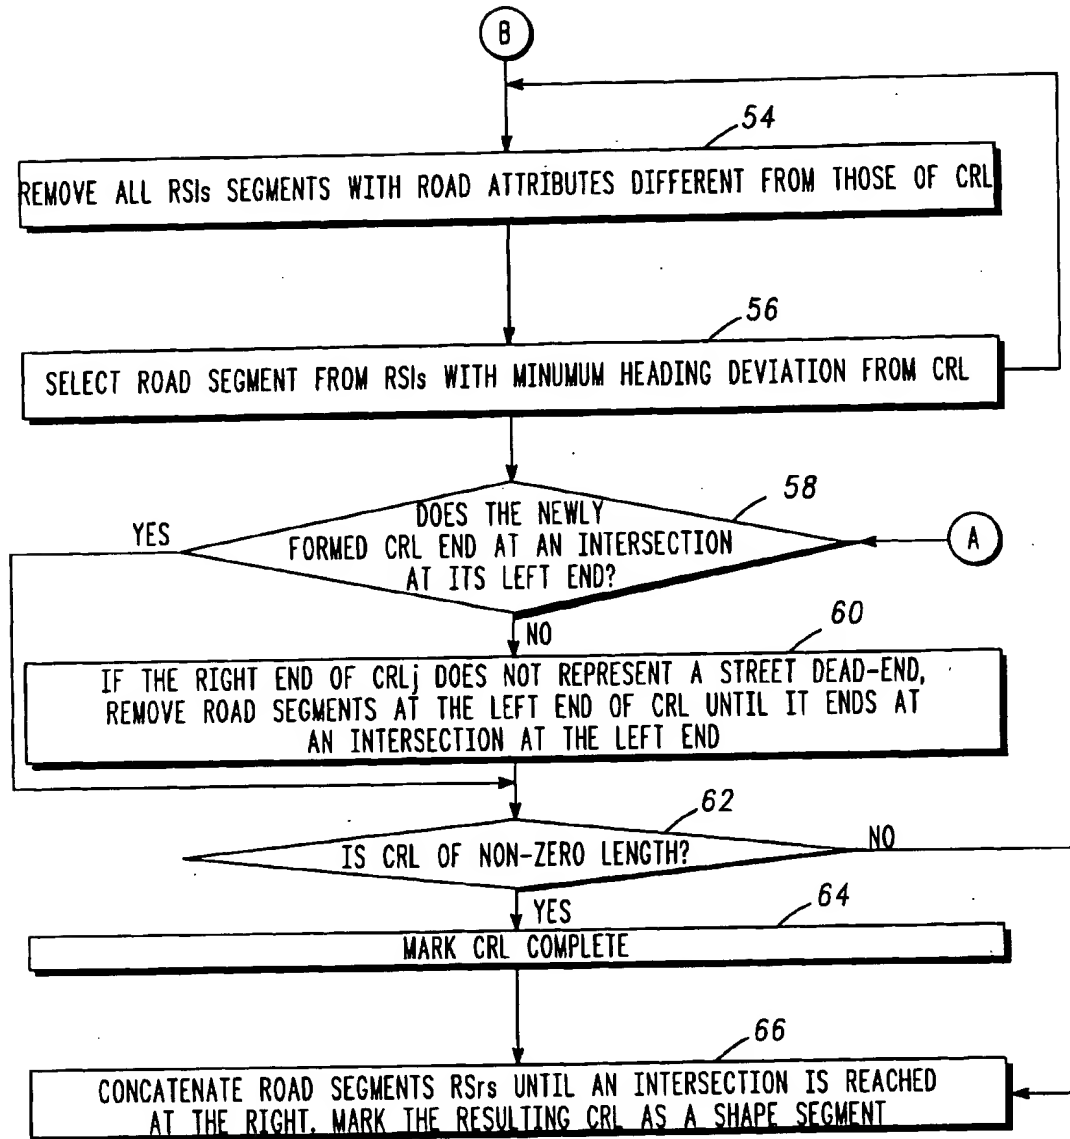 B
54
REMOVE ALL RSls SEGMENTS WITH ROAD ATTRIBUTES DIFFERENT FROM THOSE OF CRL
56
SELECT ROAD SEGMENT FROM RSls WITH MINUMUM HEADING DEVIATION FROM CRL
58
YES
DOES THE NEWLY
FORMED CRL END AT AN INTERSECTION
AT ITS LEFT END?
A
NO
60
IF THE RIGHT END OF CRLj DOES NOT REPRESENT A STREET DEAD-END,
REMOVE ROAD SEGMENTS AT THE LEFT END OF CRL UNTIL IT ENDS AT
AN INTERSECTION AT THE LEFT END
62
IS CRL OF NON-ZERO LENGTH?
NO
YES
64
MARK CRL COMPLETE
66
CONCATENATE ROAD SEGMENTS RSrs UNTIL AN INTERSECTION IS REACHED
AT THE RIGHT. MARK THE RESULTING CRL AS A SHAPE SEGMENT